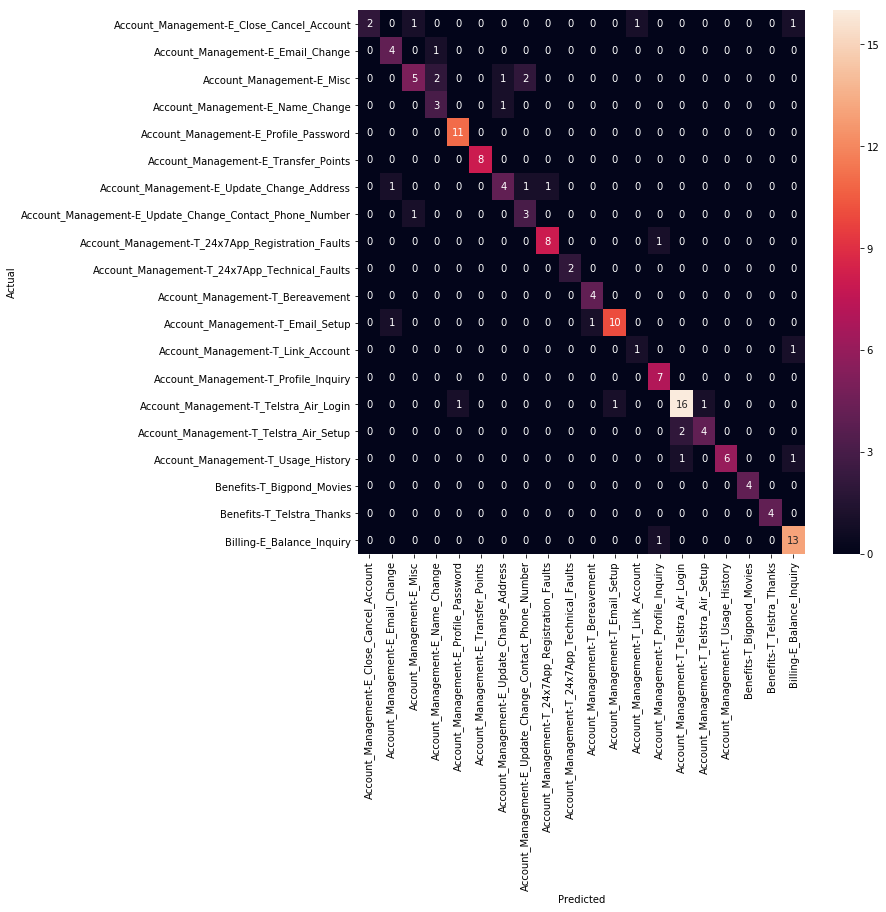 Actual
Account_Management-E_Close_Cancel_Account 2 0 1 0 0 0 0 0 0 0 0 0 1 0 0 0 0 0 0 1
Account_Management-E_Email_Change 0 4 0 1 0 0 0 0 0 0 0 0 0 0 0 0 0 0 0 0
Account_Management-E_Misc 0 0 5 2 0 0 1 2 0 0 0 0 0 0 0 0 0 0 0 0
Account_Management-E_Name_Change 0 0 0 3 0 0 1 0 0 0 0 0 0 0 0 0 0 0 0 0
Account_Management-E_Profile_Password 0 0 0 0 11 0 0 0 0 0 0 0 0 0 0 0 0 0 0 0
Account_Management-E_Transfer_Points 0 0 0 0 0 8 0 0 0 0 0 0 0 0 0 0 0 0 0 0
Account_Management-E_Update_Change_Address 0 1 0 0 0 0 4 1 1 0 0 0 0 0 0 0 0 0 0 0
Account_Management-E_Update_Change_Contact_Phone_Number 0 0 1 0 0 0 0 3 0 0 0 0 0 0 0 0 0 0 0 0
Account_Management-T_24x7App_Registration_Faults 0 0 0 0 0 0 0 0 8 0 0 0 0 1 0 0 0 0 0 0
Account_Management-T_24x7App_Technical_Faults 0 0 0 0 0 0 0 0 0 2 0 0 0 0 0 0 0 0 0 0
Account_Management-T_Bereavement 0 0 0 0 0 0 0 0 0 0 4 0 0 0 0 0 0 0 0 0
Account_Management-T_Email_Setup 0 1 0 0 0 0 0 0 0 0 1 10 0 0 0 0 0 0 0 0
Account_Management-T_Link_Account 0 0 0 0 0 0 0 0 0 0 0 0 1 0 0 0 0 0 0 1
Account_Management-T_Profile_Inquiry 0 0 0 0 0 0 0 0 0 0 0 0 0 7 0 0 0 0 0 0
Account_Management-T_Telstra_Air_Login 0 0 0 0 1 0 0 0 0 0 0 1 0 0 16 1 0 0 0 0
Account_Management-T_Telstra_Air_Setup 0 0 0 0 0 0 0 0 0 0 0 0 0 0 2 4 0 0 0 0
Account_Management-T_Usage_History 0 0 0 0 0 0 0 0 0 0 0 0 0 0 1 0 6 0 0 1
Benefits-T_Bigpond_Movies 0 0 0 0 0 0 0 0 0 0 0 0 0 0 0 0 0 4 0 0
Benefits-T_Telstra_Thanks 0 0 0 0 0 0 0 0 0 0 0 0 0 0 0 0 0 0 4 0
Billing-E_Balance_Inquiry 0 0 0 0 0 0 0 0 0 0 0 0 0 1 0 0 0 0 0 13
Account_Management-E_Close_Cancel_Account
Account_Management-E_Email_Change
Account_Management-E_Misc
Account_Management-E_Name_Change
Account_Management-E_Profile_Password
Account_Management-E_Transfer_Points
Account_Management-E_Update_Change_Address
Account_Management-E_Update_Change_Contact_Phone_Number
Account_Management-T_24x7App_Registration_Faults
Account_Management-T_24x7App_Technical_Faults
Account_Management-T_Bereavement
Account_Management-T_Email_Setup
Account_Management-T_Link_Account
Account_Management-T_Profile_Inquiry
Account_Management-T_Telstra_Air_Login
Account_Management-T_Telstra_Air_Setup
Account_Management-T_Usage_History
Benefits-T_Bigpond_Movies
Benefits-T_Telstra_Thanks
Billing-E_Balance_Inquiry
Predicted
15
12
9
6
3
0